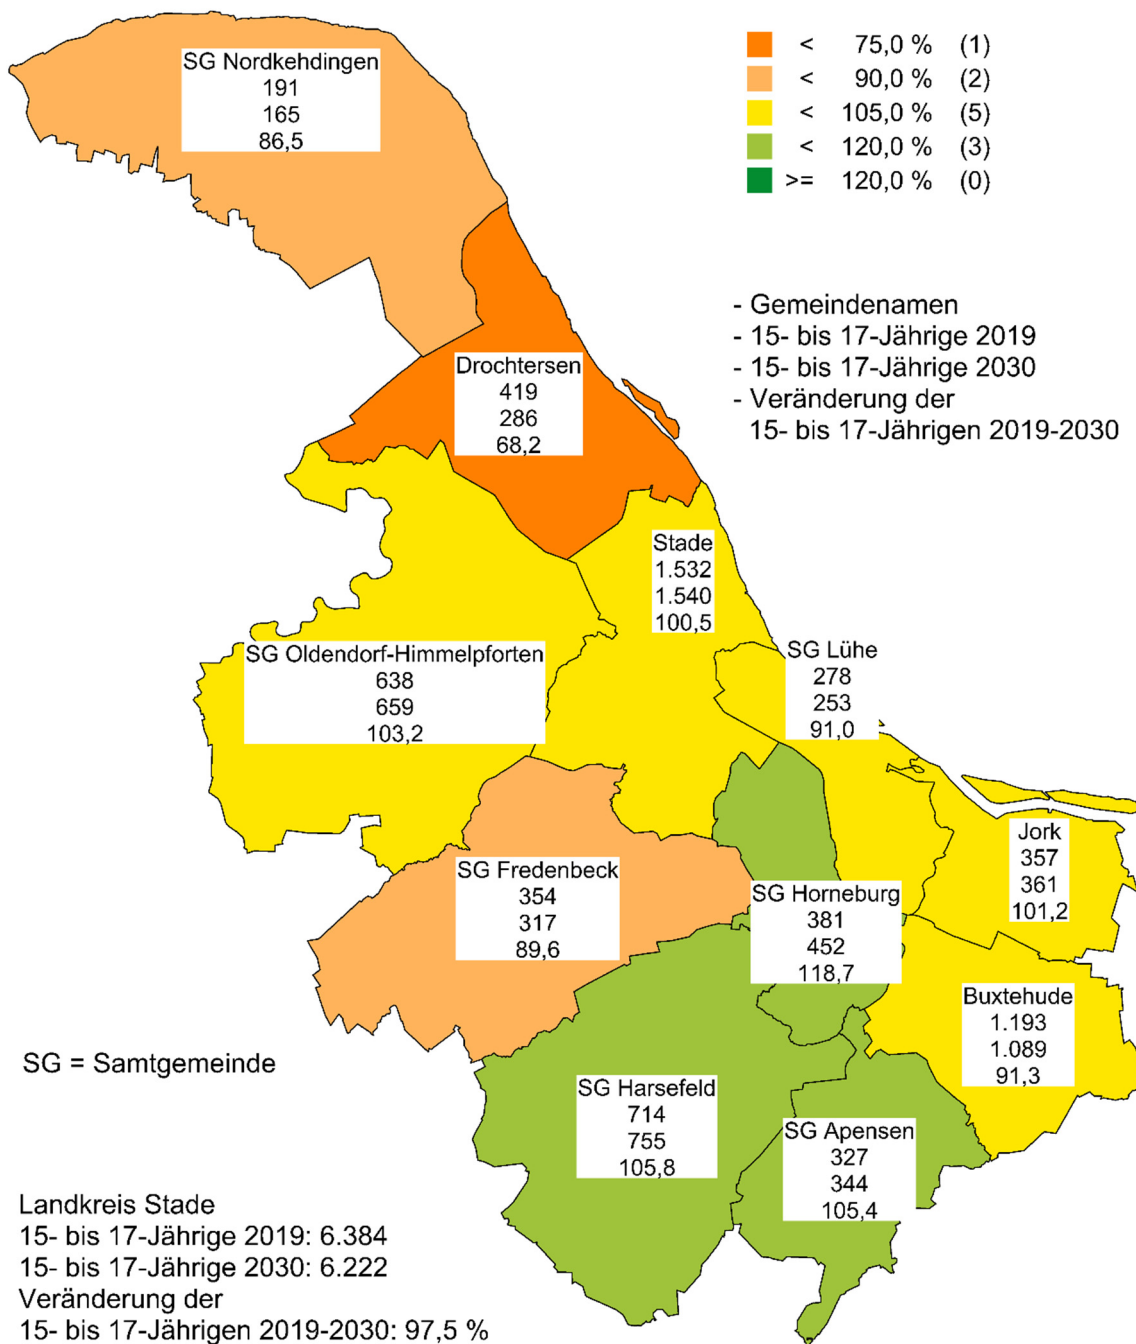 SG Nordkehdingen
191
165
86,5
< 75,0 % (1)
< 90,0 % (2)
< 105,0 % (5)
< 120,0 % (3)
>= 120,0 % (0)
- Gemeindenamen
- 15- bis 17-Jährige 2019
- 15- bis 17-Jährige 2030
- Veränderung der
15- bis 17-Jährigen 2019-2030
Drochtersen
419
286
68,2
Stade
1.532
1.540
100,5
SG Oldendorf-Himmelpforten
638
659
103,2
SG Lühe
278
253
91,0
Jork
357
361
101,2
SG Fredenbeck
354
317
89,6
SG Horneburg
381
452
118,7
Buxtehude
1.193
1.089
91,3
SG = Samtgemeinde
SG Harsefeld
714
755
105,8
SG Apensen
327
344
105,4
Landkreis Stade
15- bis 17-Jährige 2019: 6.384
15- bis 17-Jährige 2030: 6.222
Veränderung der
15- bis 17-Jährigen 2019-2030: 97,5 %